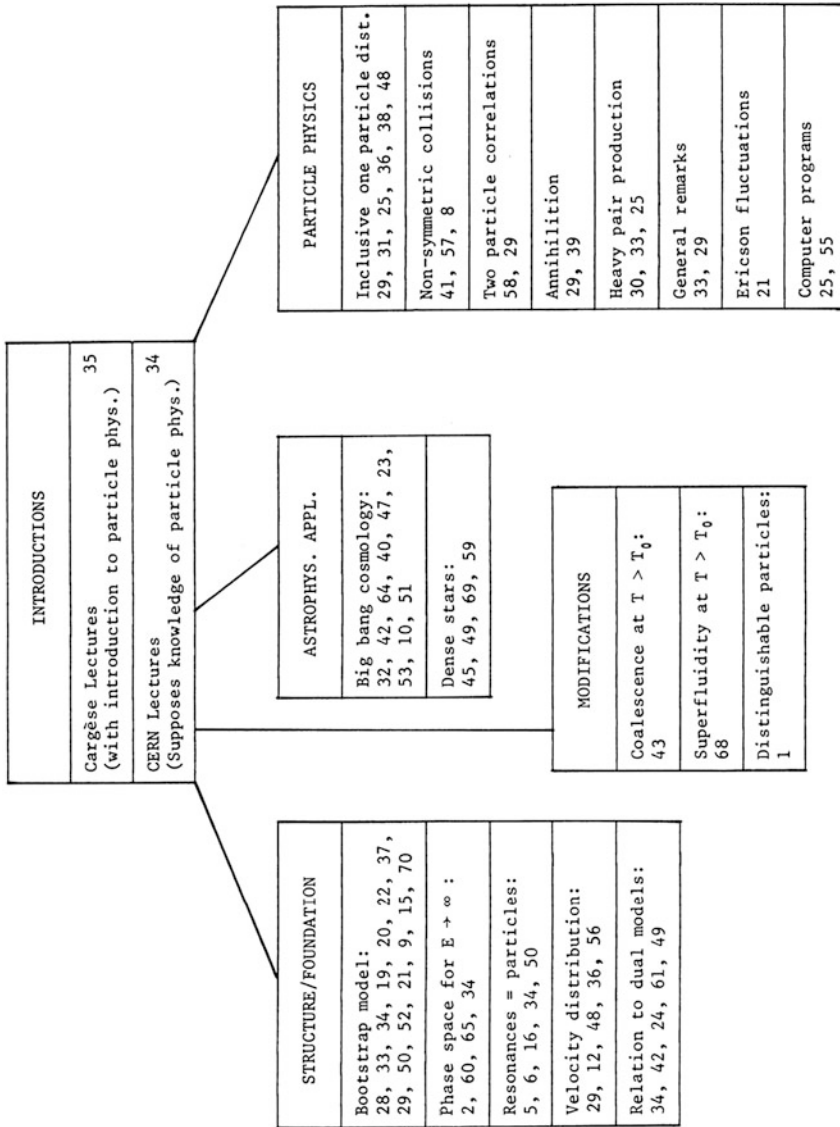 INTRODUCTIONS
Cargèse Lectures 35
(with introduction to particle phys.)
CERN Lectures 34
(Supposes knowledge of particle phys.)
STRUCTURE/FOUNDATION
Bootstrap model:
28, 33, 34, 19, 20, 22, 37,
29, 50, 52, 21, 9, 15, 70
Phase space for E → ∞ :
2, 60, 65, 34
Resonances = particles:
5, 6, 16, 34, 50
Velocity distribution:
29, 12, 48, 36, 56
Relation to dual models:
34, 42, 24, 61, 49
ASTROPHYS. APPL.
Big bang cosmology:
32, 42, 64, 40, 47, 23,
53, 10, 51
Dense stars:
45, 49, 69, 59
MODIFICATIONS
Coalescence at T > T₀:
43
Superfluidity at T > T₀:
68
Distinguishable particles:
1
PARTICLE PHYSICS
Inclusive one particle dist.
29, 31, 25, 36, 38, 48
Non-symmetric collisions
41, 57, 8
Two particle correlations
58, 29
Annihilition
29, 39
Heavy pair production
30, 33, 25
General remarks
33, 29
Ericson fluctuations
21
Computer programs
25, 55